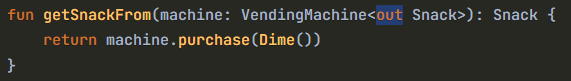 fun getSnackFrom(machine: VendingMachine<out Snack>): Snack {
    return machine.purchase(Dime())
}